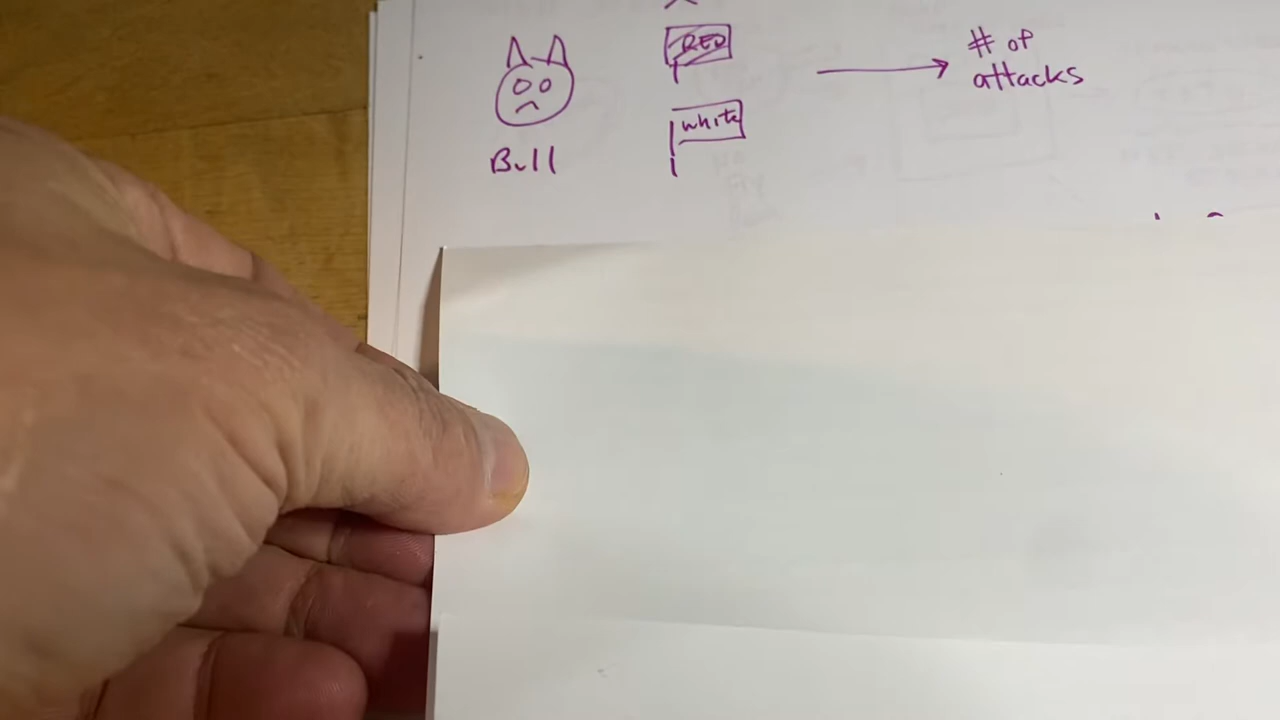 RED
# of
attacks
white
Bull